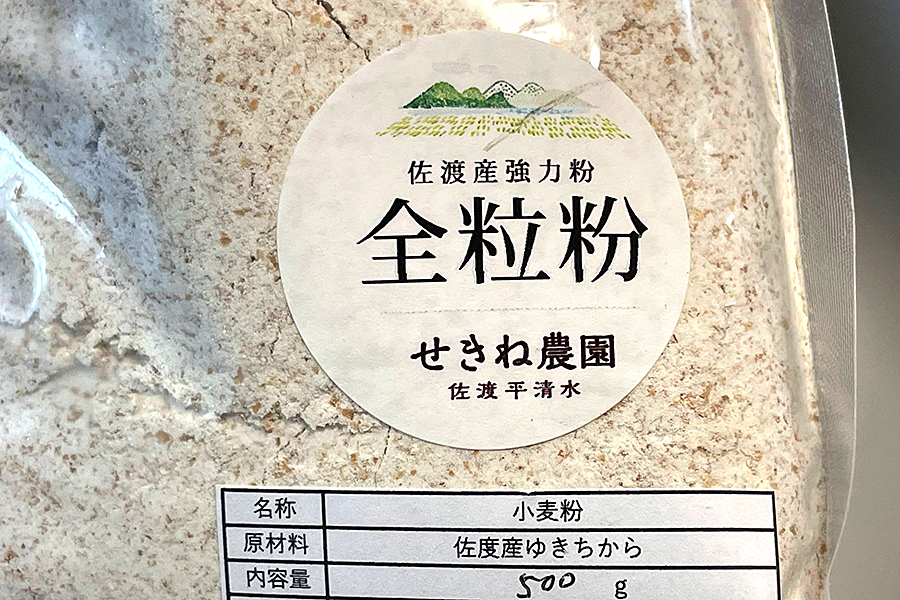 佐渡産強力粉
全粒粉
せきね農園
佐渡平清水
名称 小麦粉
原材料 佐度産ゆきちから
内容量 500 g